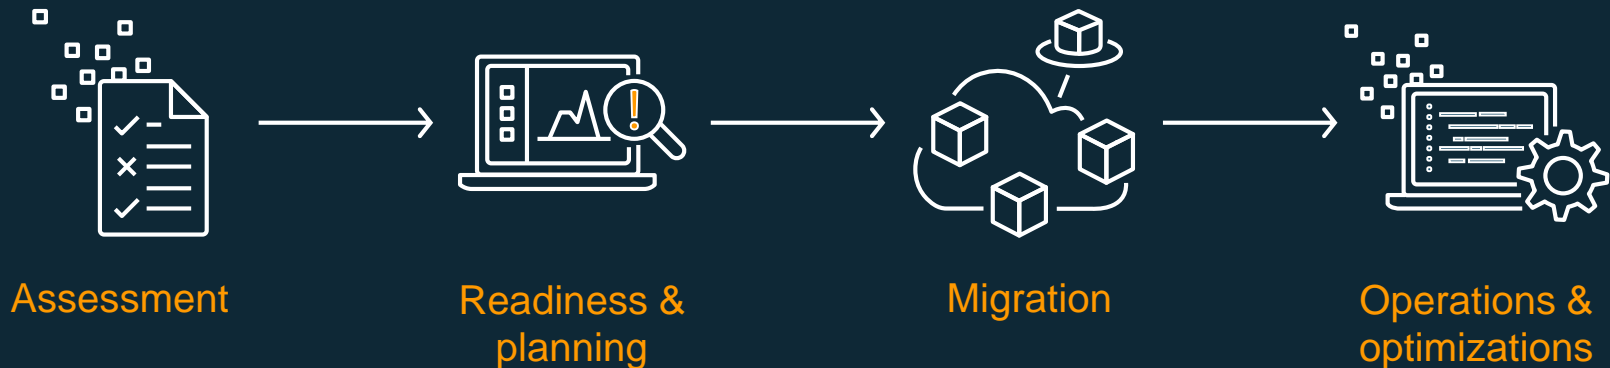 Assessment
Readiness &
planning
Migration
Operations &
optimizations